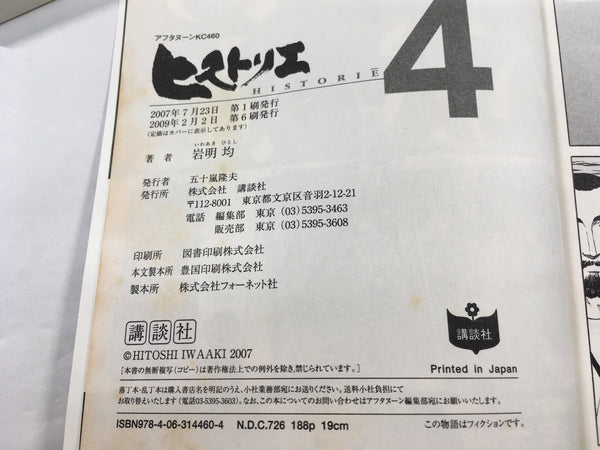 アフタヌーンKC460
ヒストリエ
HISTORIĒ
4
2007年7月23日 第1刷発行
2009年2月2日 第6刷発行
(定価はカバーに表示してあります)
いわあき ひとし
著者 岩明 均
発行者 五十嵐隆夫
発行所 株式会社 講談社
〒112-8001 東京都文京区音羽2-12-21
電話 編集部 東京(03)5395-3463
販売部 東京(03)5395-3608
印刷所 図書印刷株式会社
本文製本所 豊国印刷株式会社
製本所 株式会社フォーネット社
講談社
講談社
©HITOSHI IWAAKI 2007
[本書の無断複写(コピー)は著作権法上での例外を除き、禁じられています。]
Printed in Japan
落丁本・乱丁本は購入書店名を明記のうえ、小社業務部宛にお送りください。送料小社負担にて
お取り替えいたします(電話03-5395-3603)。なお、この本についてのお問い合わせはアフタヌーン編集部宛にお願いいたします。
ISBN978-4-06-314460-4 N.D.C.726 188p 19cm この物語はフィクションです。